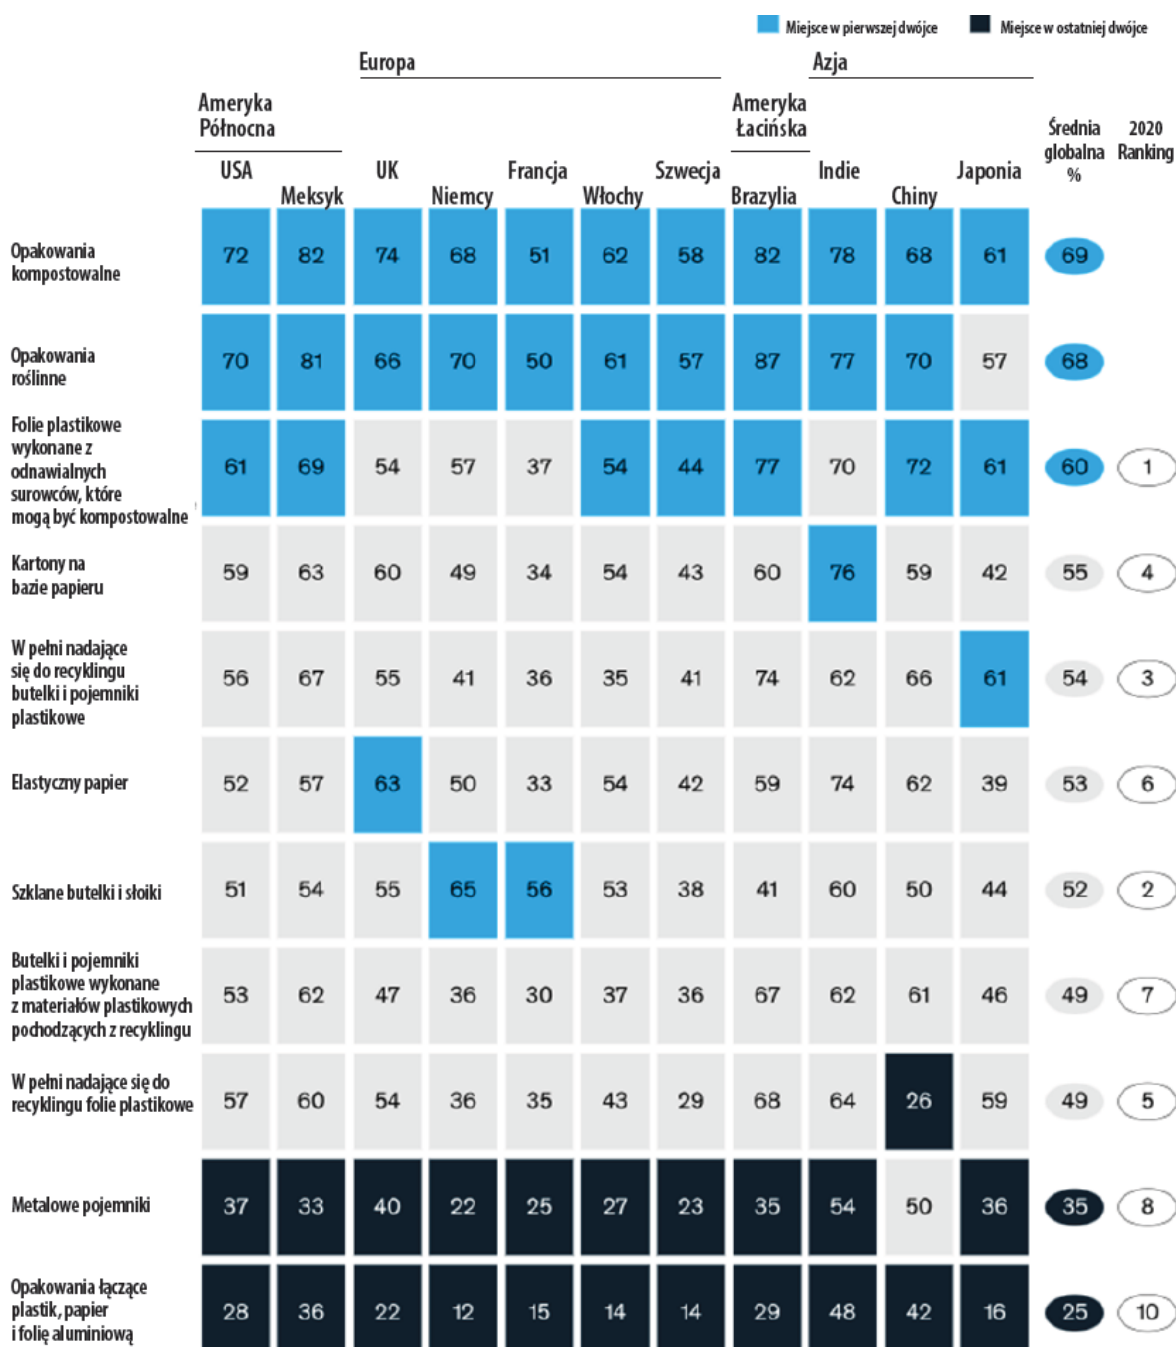 Miejsce w pierwszej dwójce Miejsce w ostatniej dwójce
Europa Azja
Ameryka
Północna
Ameryka
Łacińska
Średnia
globalna
%
2020
Ranking
USA Meksyk UK Niemcy Francja Włochy Szwecja Brazylia Indie Chiny Japonia
Opakowania
kompostowalne
72 82 74 68 51 62 58 82 78 68 61 69
Opakowania
roślinne
70 81 66 70 50 61 57 87 77 70 57 68
Folie plastikowe
wykonane z
odnawialnych
surowców, które
mogą być kompostowalne
61 69 54 57 37 54 44 77 70 72 61 60 1
Kartony na
bazie papieru
59 63 60 49 34 54 43 60 76 59 42 55 4
W pełni nadające
się do recyklingu
butelki i pojemniki
plastikowe
56 67 55 41 36 35 41 74 62 66 61 54 3
Elastyczny papier
52 57 63 50 33 54 42 59 74 62 39 53 6
Szklane butelki i słoiki
51 54 55 65 56 53 38 41 60 50 44 52 2
Butelki i pojemniki
plastikowe wykonane
z materiałów plastikowych
pochodzących z recyklingu
53 62 47 36 30 37 36 67 62 61 46 49 7
W pełni nadające się do
recyklingu folie plastikowe
57 60 54 36 35 43 29 68 64 26 59 49 5
Metalowe pojemniki
37 33 40 22 25 27 23 35 54 50 36 35 8
Opakowania łączące
plastik, papier
i folię aluminiową
28 36 22 12 15 14 14 29 48 42 16 25 10